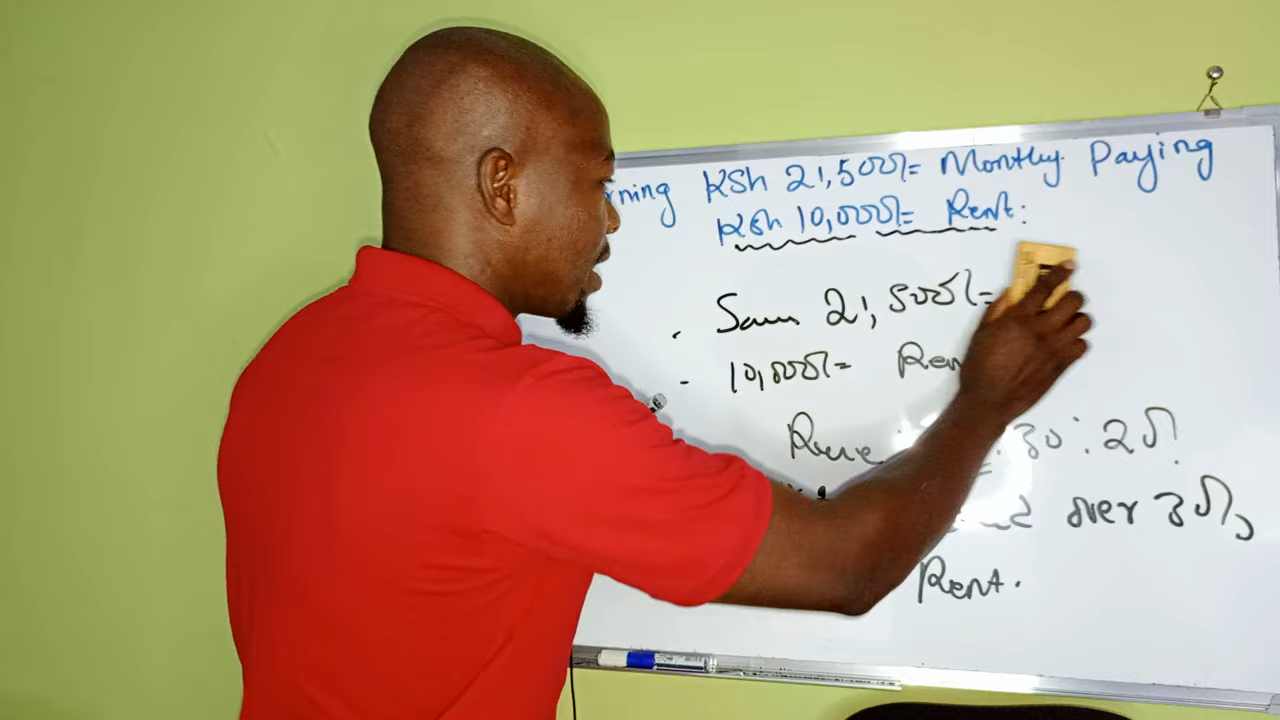 rning KSh 21,500/= Monthly Paying
KSh 10,000/= Rent:
. Sam 21,500/=
- 10,000/= Ren
Rule 30:20
over 30%
Rent.